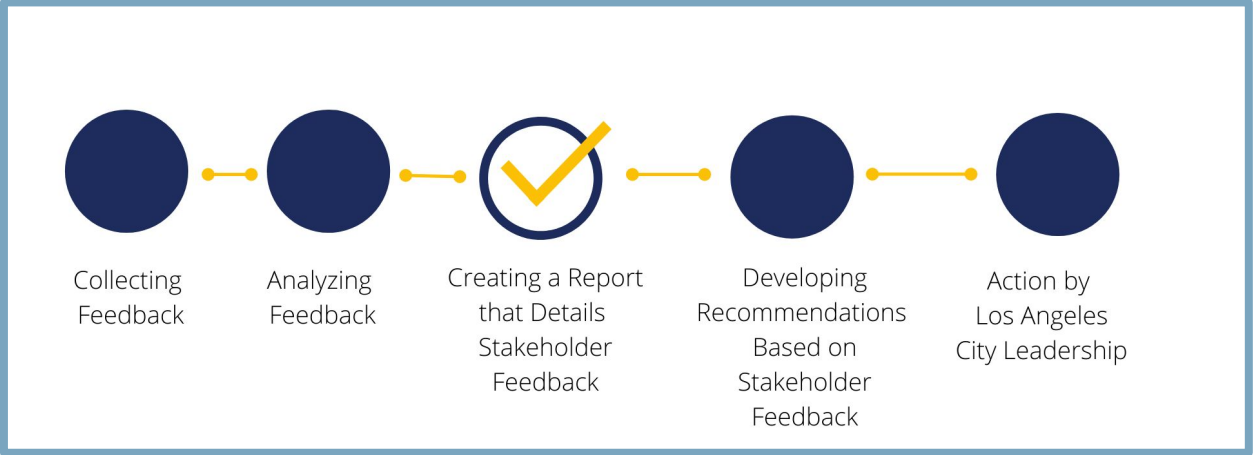 Collecting
Feedback
Analyzing
Feedback
Creating a Report
that Details
Stakeholder
Feedback
Developing
Recommendations
Based on
Stakeholder
Feedback
Action by
Los Angeles
City Leadership